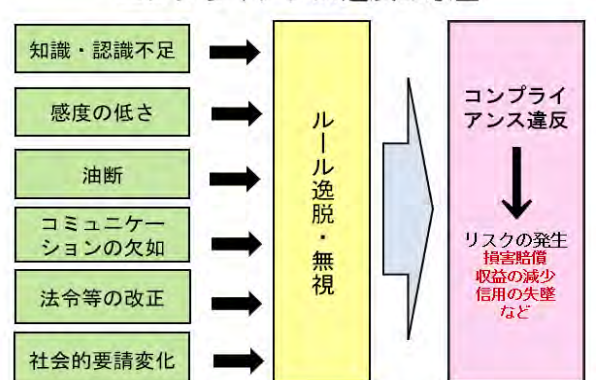 知識・認識不足
感度の低さ
油断
コミュニケー
ションの欠如
法令等の改正
社会的要請変化
ルール逸脱・無視
コンプライ
アンス違反
リスクの発生
損害賠償
収益の減少
信用の失墜
など